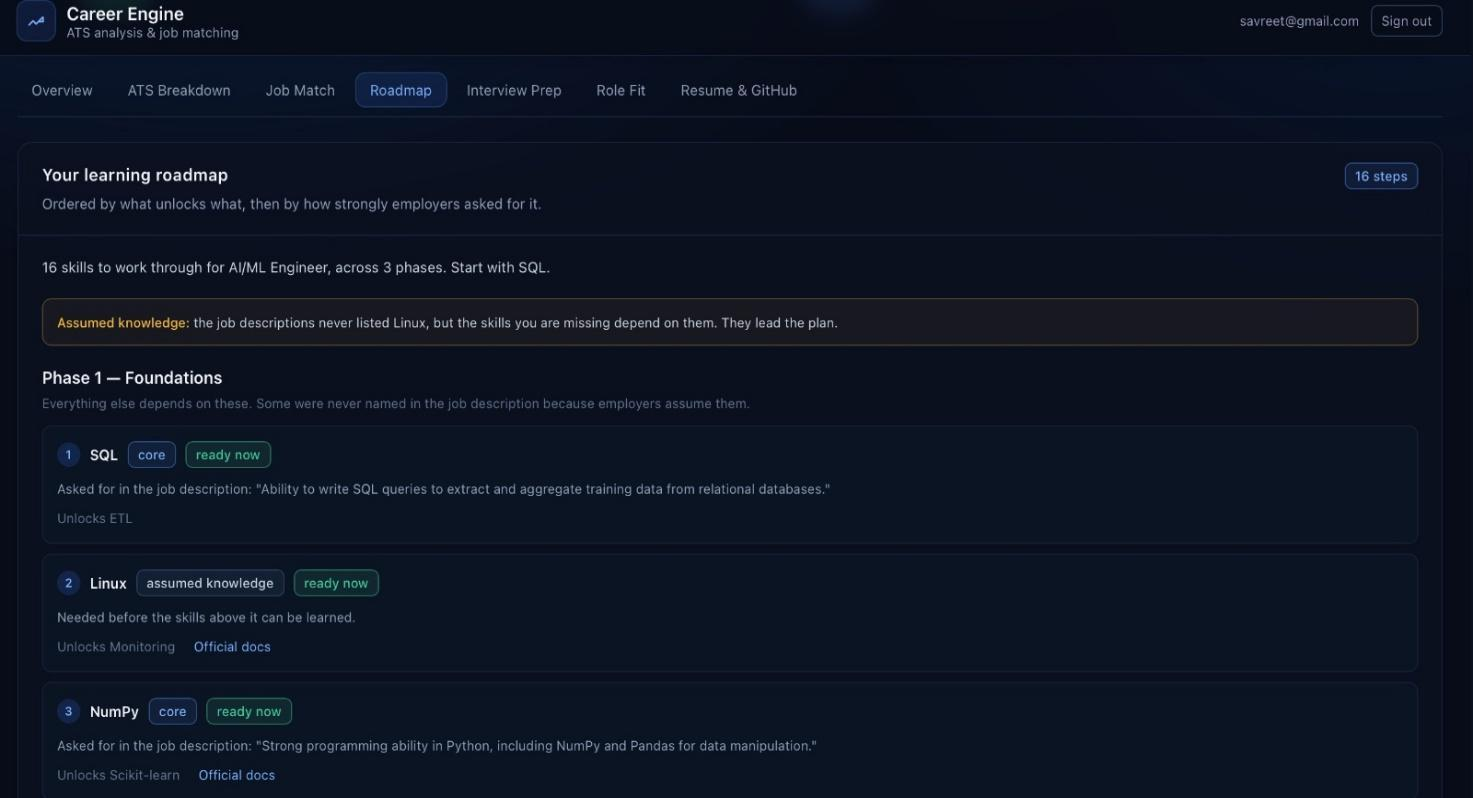 Career Engine
ATS analysis & job matching
savreet@gmail.com
Sign out
Overview
ATS Breakdown
Job Match
Roadmap
Interview Prep
Role Fit
Resume & GitHub
Your learning roadmap
16 steps
Ordered by what unlocks what, then by how strongly employers asked for it.
16 skills to work through for AI/ML Engineer, across 3 phases. Start with SQL.
Assumed knowledge: the job descriptions never listed Linux, but the skills you are missing depend on them. They lead the plan.
Phase 1 — Foundations
Everything else depends on these. Some were never named in the job description because employers assume them.
1 SQL core ready now
Asked for in the job description: "Ability to write SQL queries to extract and aggregate training data from relational databases."
Unlocks ETL
2 Linux assumed knowledge ready now
Needed before the skills above it can be learned.
Unlocks Monitoring Official docs
3 NumPy core ready now
Asked for in the job description: "Strong programming ability in Python, including NumPy and Pandas for data manipulation."
Unlocks Scikit-learn Official docs